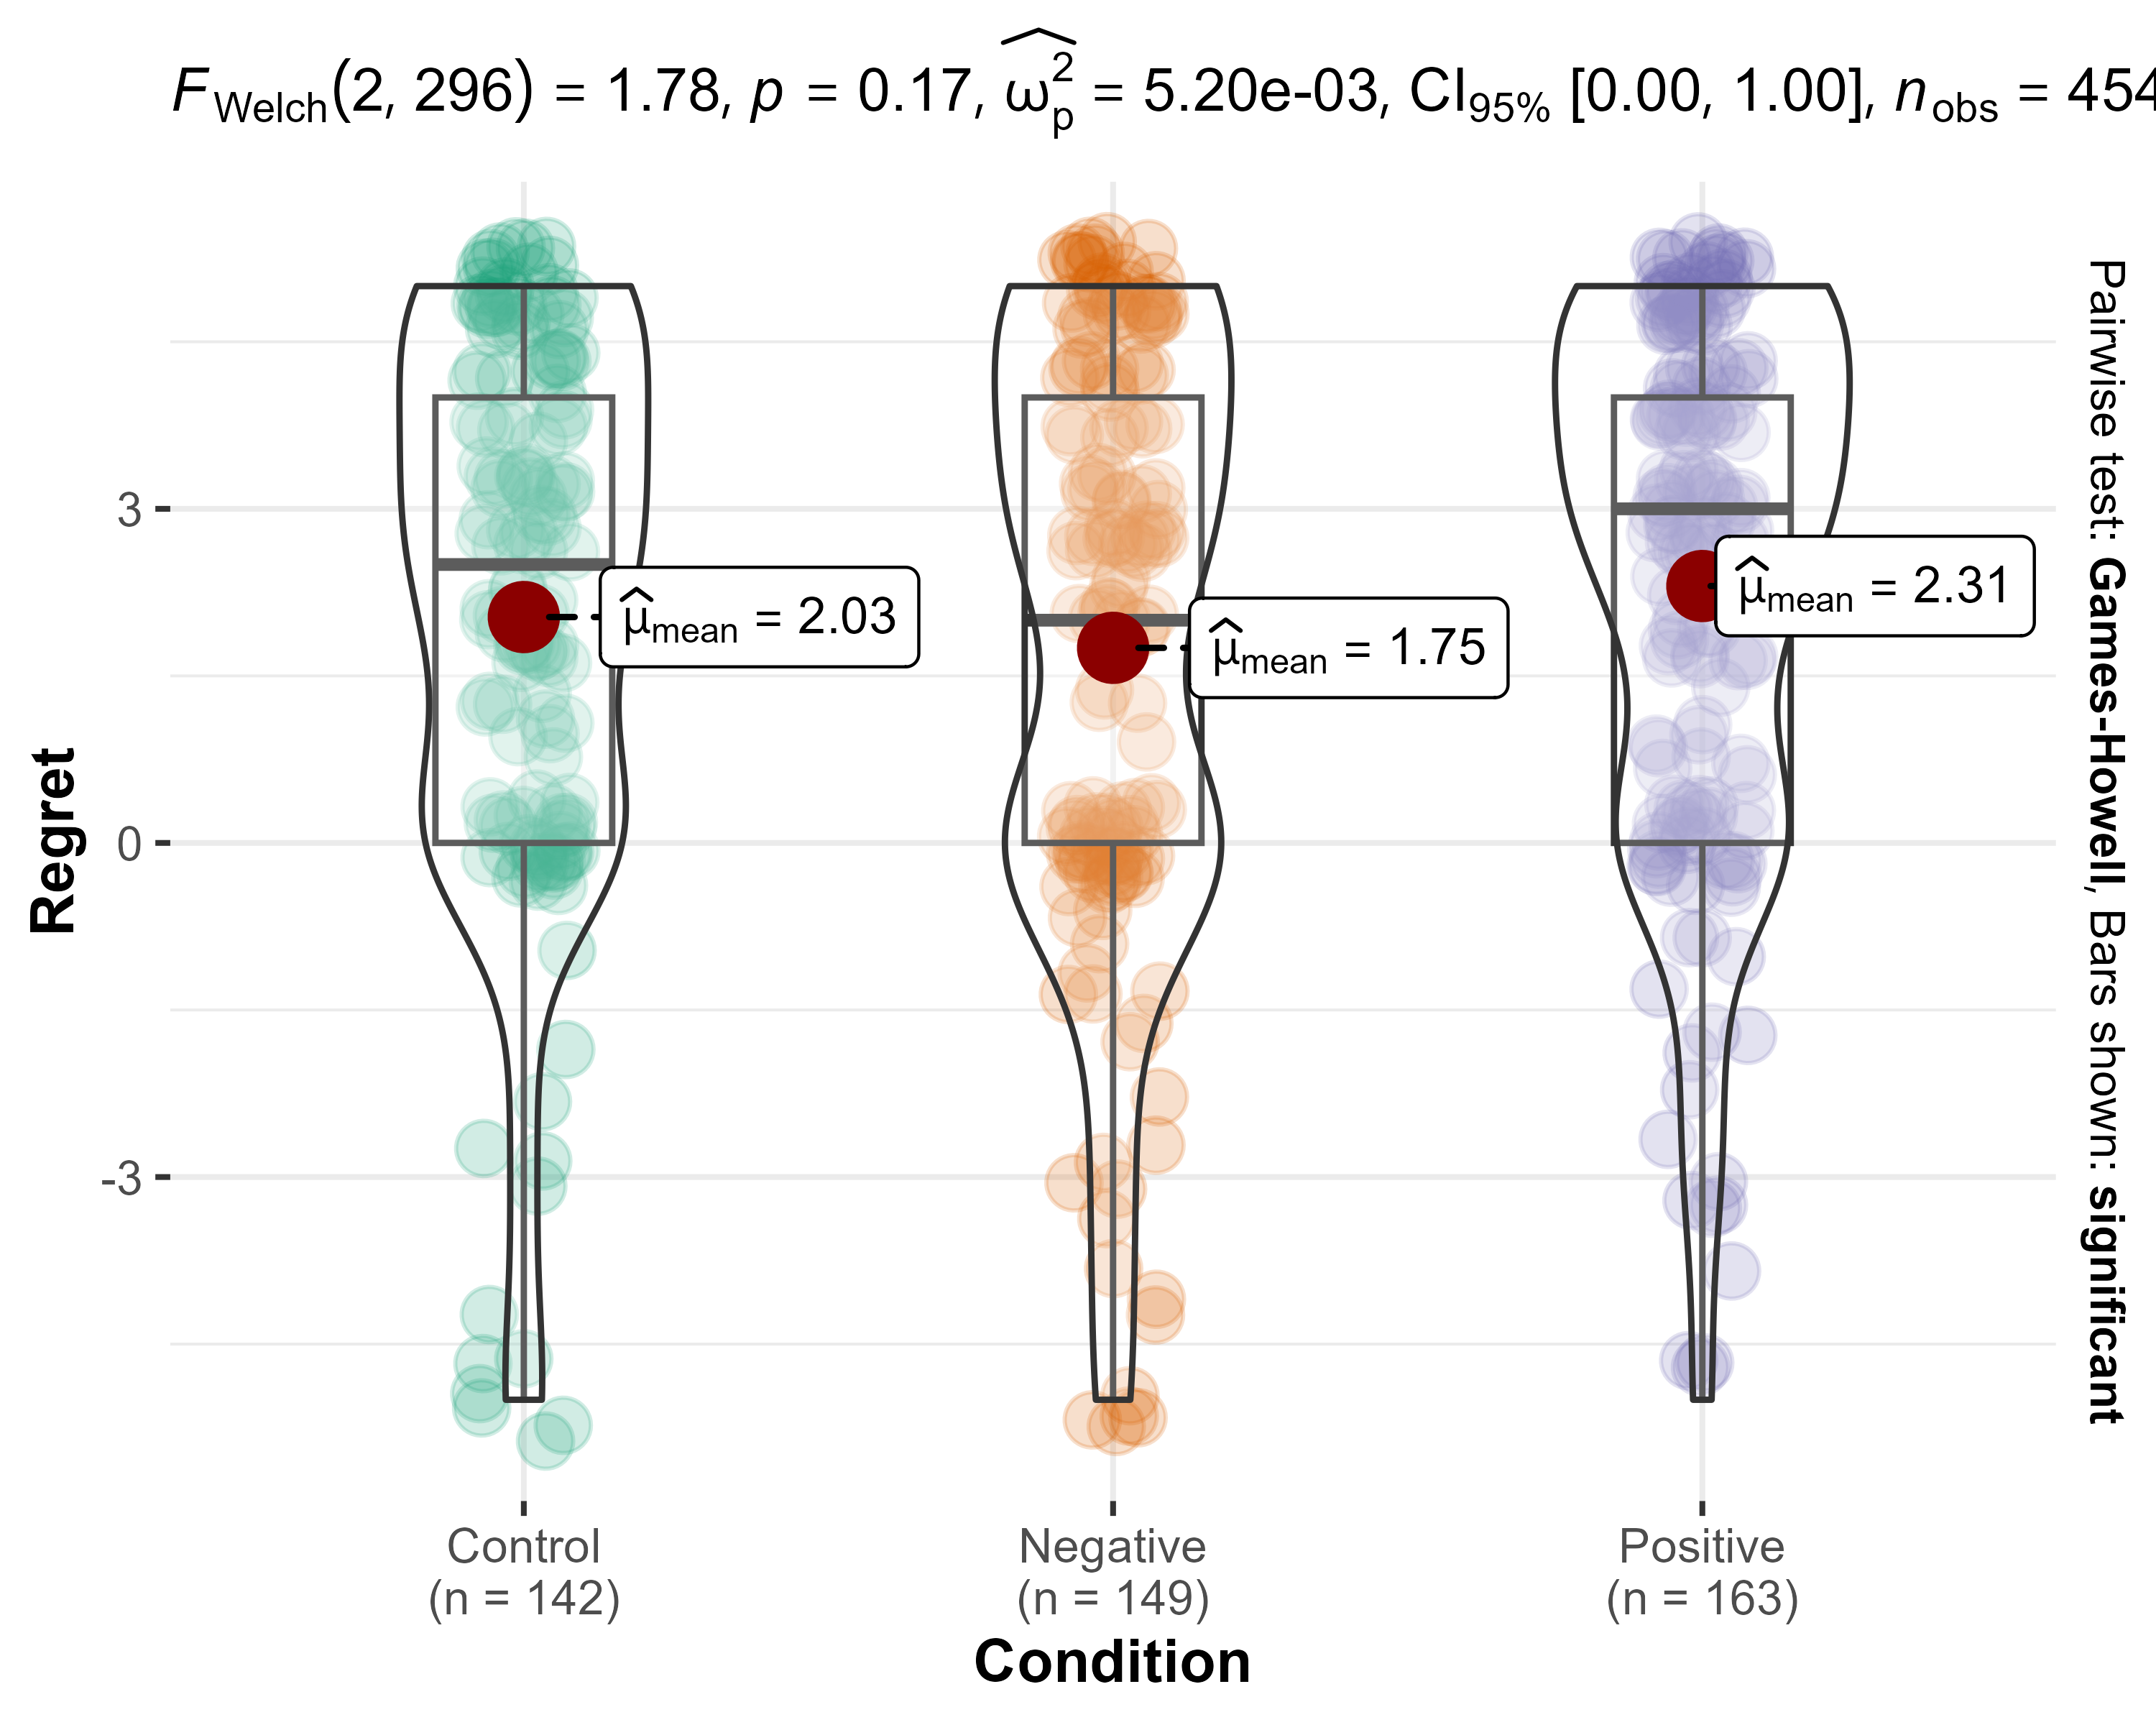 F Welch(2, 296) = 1.78, p = 0.17, ω̂²p = 5.20e-03, CI95% [0.00, 1.00], nobs = 454
Regret
3
0
-3
μ̂mean = 2.03
μ̂mean = 1.75
μ̂mean = 2.31
Pairwise test: Games-Howell, Bars shown: significant
Control
(n = 142)
Negative
(n = 149)
Positive
(n = 163)
Condition